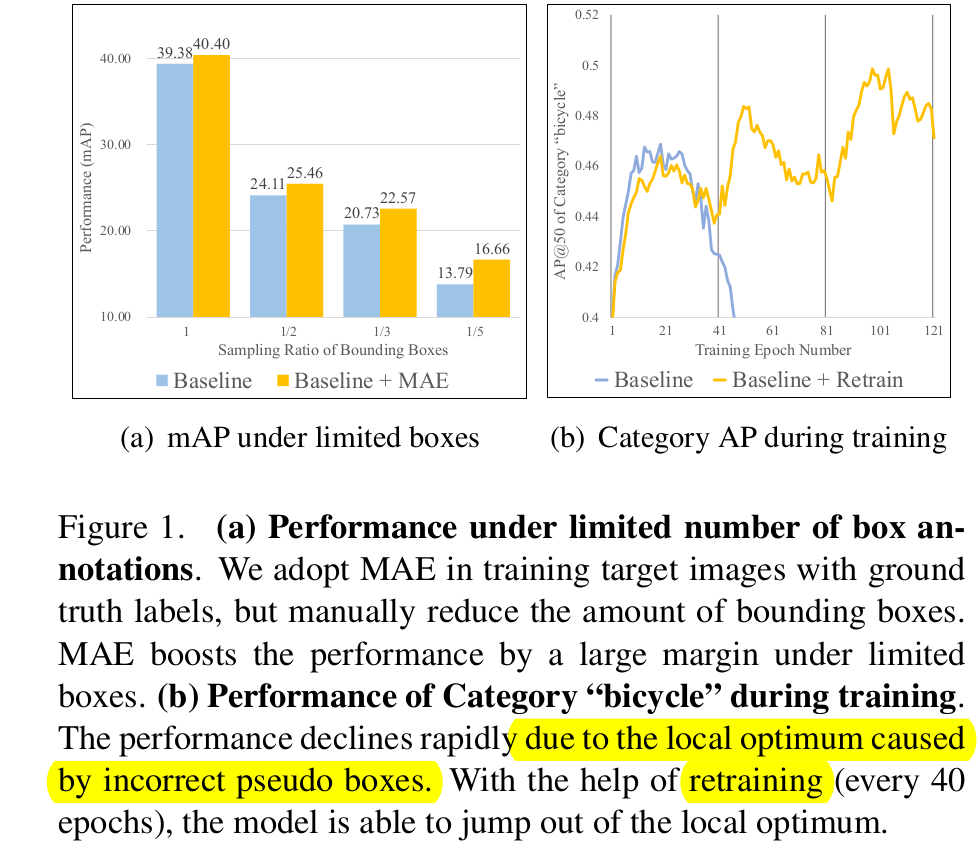 40.00
30.00
20.00
10.00
Performance (mAP)
39.38
40.40
24.11
25.46
20.73
22.57
13.79
16.66
1
1/2
1/3
1/5
Sampling Ratio of Bounding Boxes
Baseline
Baseline + MAE
(a) mAP under limited boxes
0.52
0.5
0.48
0.46
0.44
0.42
0.4
AP@50 of Category “bicycle”
1
21
41
61
81
101
121
Training Epoch Number
Baseline
Baseline + Retrain
(b) Category AP during training
Figure 1. (a) Performance under limited number of box an-
notations. We adopt MAE in training target images with ground
truth labels, but manually reduce the amount of bounding boxes.
MAE boosts the performance by a large margin under limited
boxes. (b) Performance of Category “bicycle” during training.
The performance declines rapidly due to the local optimum caused
by incorrect pseudo boxes. With the help of retraining (every 40
epochs), the model is able to jump out of the local optimum.